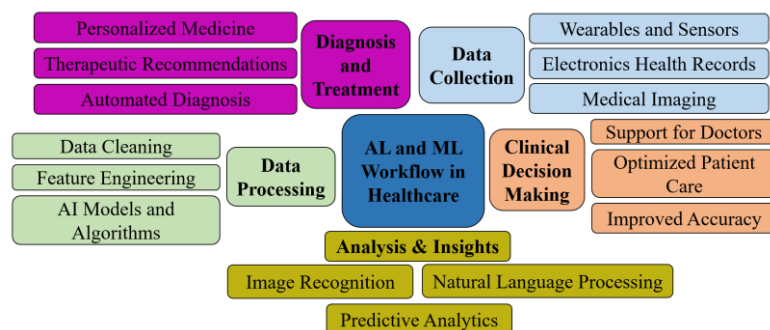 Personalized Medicine
Therapeutic Recommendations
Automated Diagnosis
Diagnosis
and
Treatment
Data
Collection
Wearables and Sensors
Electronics Health Records
Medical Imaging
Data Cleaning
Feature Engineering
AI Models and
Algorithms
Data
Processing
AL and ML
Workflow in
Healthcare
Clinical
Decision
Making
Support for Doctors
Optimized Patient
Care
Improved Accuracy
Analysis & Insights
Image Recognition
Natural Language Processing
Predictive Analytics